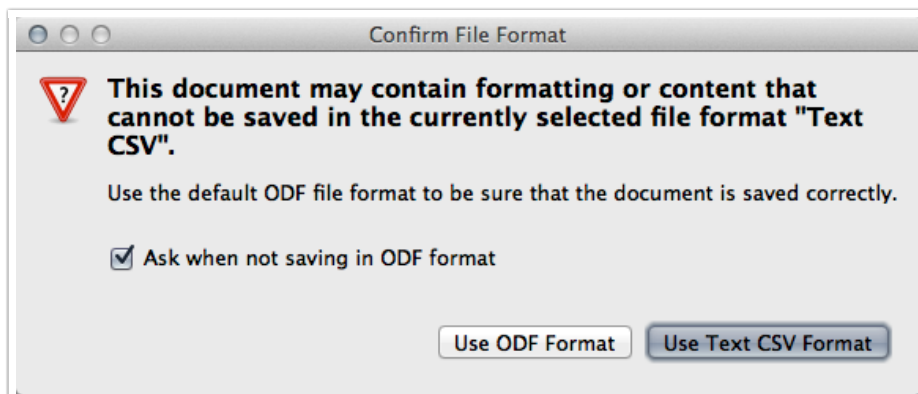 Confirm File Format
?
This document may contain formatting or content that
cannot be saved in the currently selected file format "Text
CSV".
Use the default ODF file format to be sure that the document is saved correctly.
Ask when not saving in ODF format
Use ODF Format
Use Text CSV Format